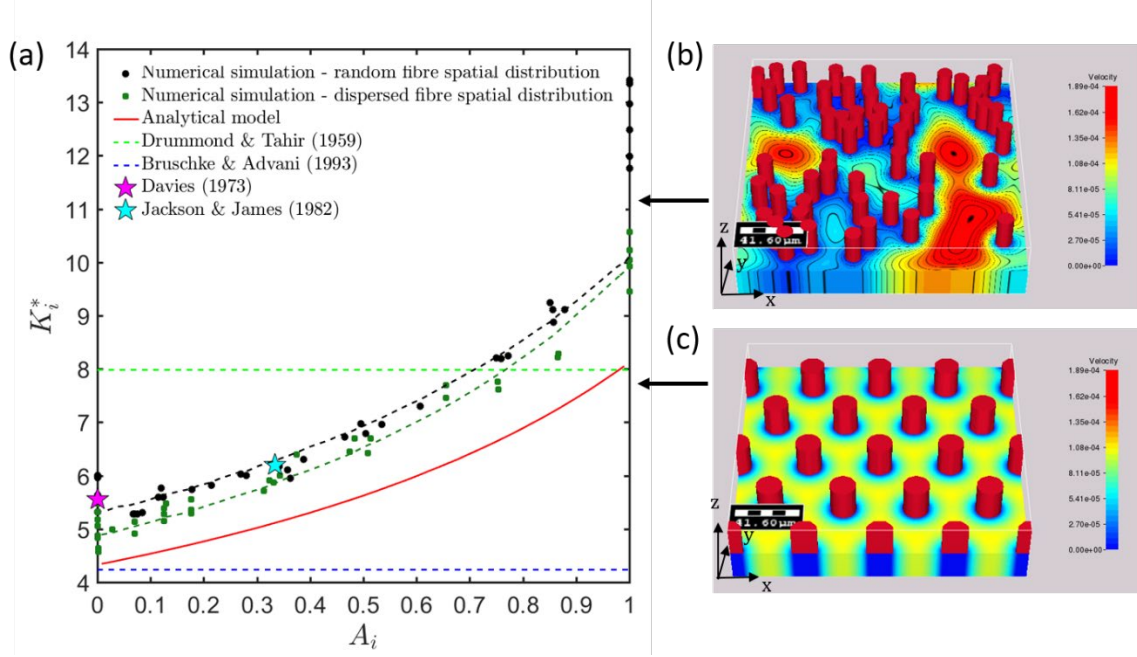 (a)
14
13
12
11
10
9
8
7
6
5
4
K*i
0
0.1
0.2
0.3
0.4
0.5
0.6
0.7
0.8
0.9
1
Ai
Numerical simulation - random fibre spatial distribution
Numerical simulation - dispersed fibre spatial distribution
Analytical model
Drummond & Tahir (1959)
Bruschke & Advani (1993)
Davies (1973)
Jackson & James (1982)
(b)
Velocity
1.89e-04
1.62e-04
1.35e-04
1.08e-04
8.11e-05
5.41e-05
2.70e-05
0.00e+00
41.60µm
z
y
x
(c)
Velocity
1.89e-04
1.62e-04
1.35e-04
1.08e-04
8.11e-05
5.41e-05
2.70e-05
0.00e+00
41.60µm
z
y
x